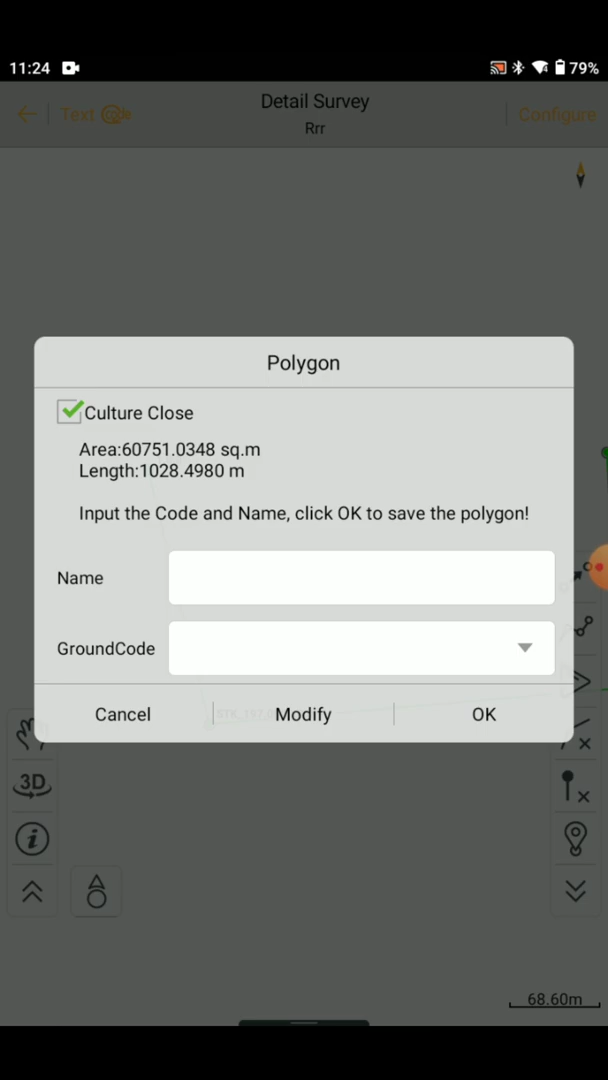 11:24
79%
Text Code
Detail Survey
Configure
Rrr
Polygon
Culture Close
Area:60751.0348 sq.m
Length:1028.4980 m
Input the Code and Name, click OK to save the polygon!
Name
GroundCode
Cancel
Modify
OK
3D
i
68.60m